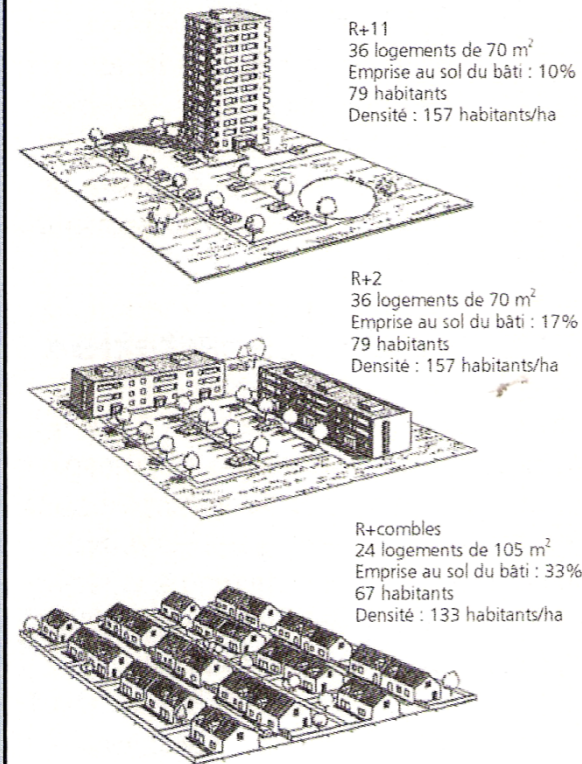 R+11
36 logements de 70 m²
Emprise au sol du bâti : 10%
79 habitants
Densité : 157 habitants/ha
R+2
36 logements de 70 m²
Emprise au sol du bâti : 17%
79 habitants
Densité : 157 habitants/ha
R+combles
24 logements de 105 m²
Emprise au sol du bâti : 33%
67 habitants
Densité : 133 habitants/ha